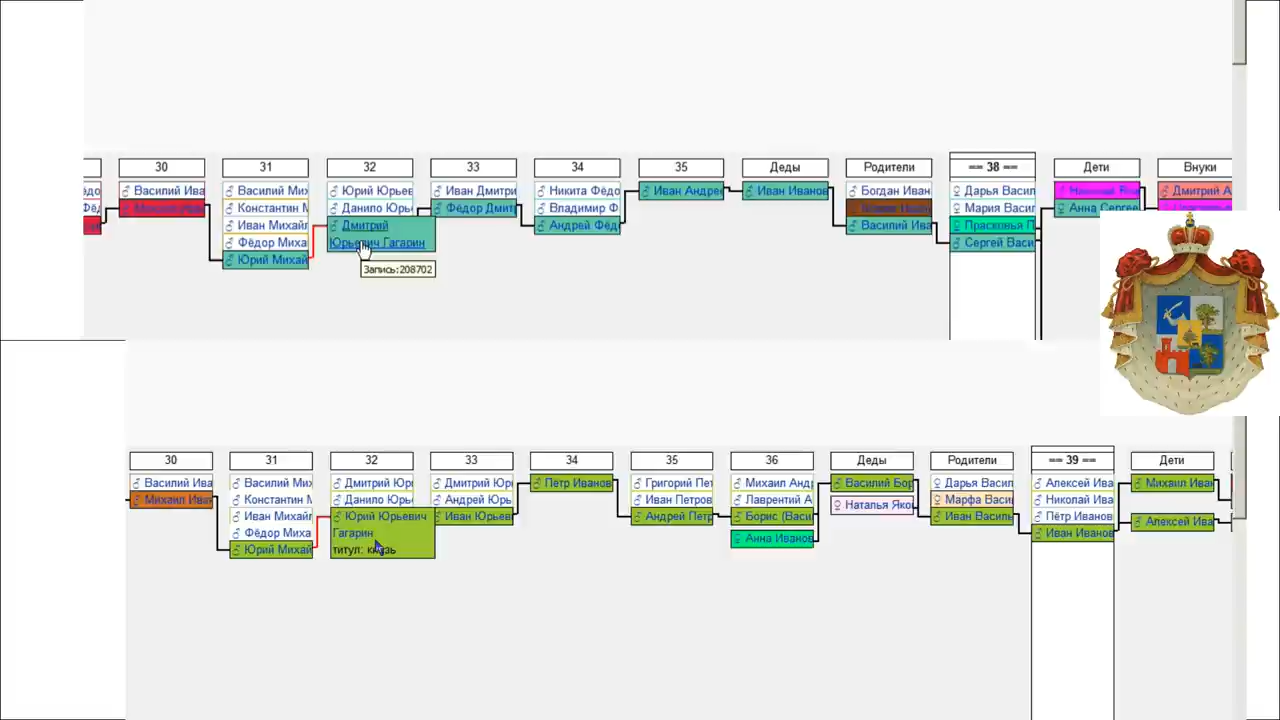 30
31
32
33
34
35
Деды
Родители
== 38 ==
Дети
Внуки
Василий Ива
Василий Мих
Юрий Юрьев
Иван Дмитри
Никита Фёдо
Иван Андрее
Иван Иванов
Богдан Иван
Дарья Васил
Дмитрий А
Константин М
Данило Юрь
Фёдор Дмит
Владимир Ф
Мария Васил
Анна Сергее
Иван Михайл
Дмитрий
Юрьевич Гагарин
Андрей Фёд
Василий Ива
Прасковья П
Фёдор Миха
Сергей Васи
Юрий Михай
Запись:208702
30
31
32
33
34
35
36
Деды
Родители
== 39 ==
Дети
Василий Ива
Василий Мих
Дмитрий Юрь
Дмитрий Юр
Пётр Иванов
Григорий Пет
Михаил Анд
Василий Бор
Дарья Васил
Алексей Ива
Михаил Иван
Михаил Ива
Константин М
Данило Юрь
Андрей Юрь
Иван Петров
Лаврентий А
Наталья Яко
Марфа Васи
Николай Ива
Иван Михайл
Юрий Юрьевич
Гагарин
титул: князь
Иван Юрьев
Андрей Петр
Борис (Васи
Иван Василь
Пётр Иванов
Алексей Ива
Фёдор Миха
Анна Иванов
Иван Иванов
Юрий Михай